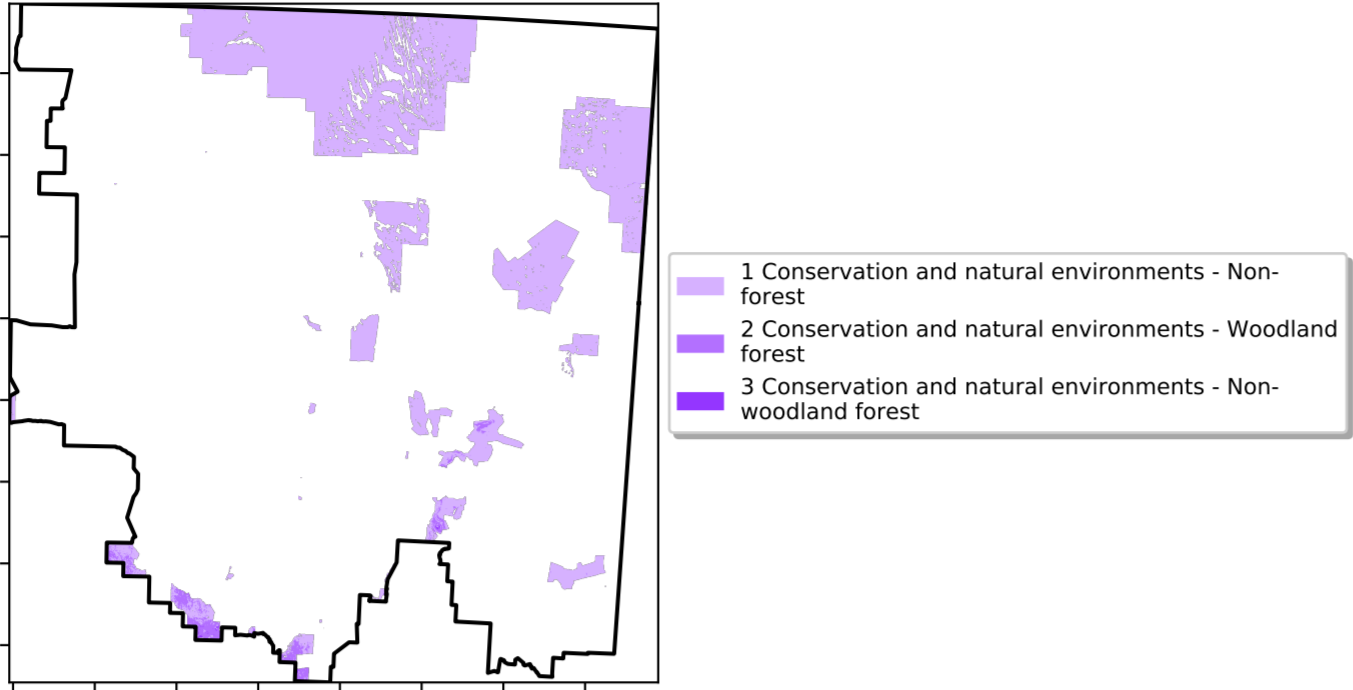 1 Conservation and natural environments - Non-
forest
2 Conservation and natural environments - Woodland
forest
3 Conservation and natural environments - Non-
woodland forest